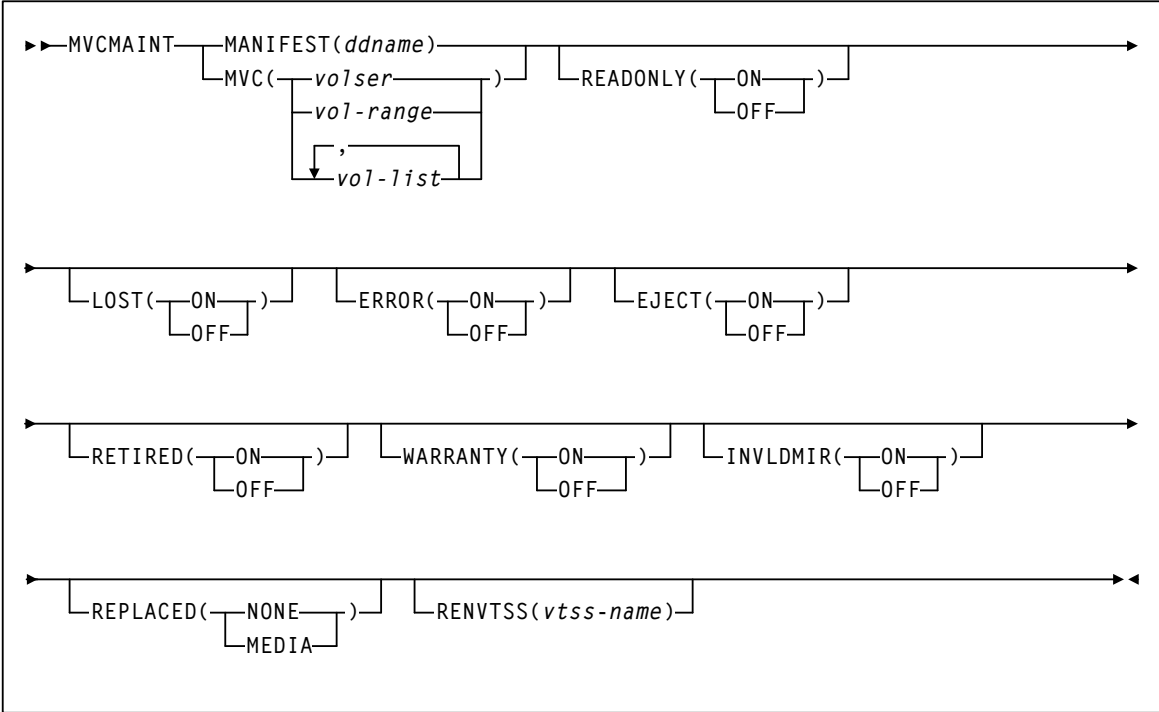 MVCMAINT MANIFEST(ddname)
MVC( volser ) READONLY( ON )
vol-range OFF
,
vol-list
LOST( ON ) ERROR( ON ) EJECT( ON )
OFF OFF OFF
RETIRED( ON ) WARRANTY( ON ) INVLDMIR( ON )
OFF OFF OFF
REPLACED( NONE ) RENVTSS(vtss-name)
MEDIA